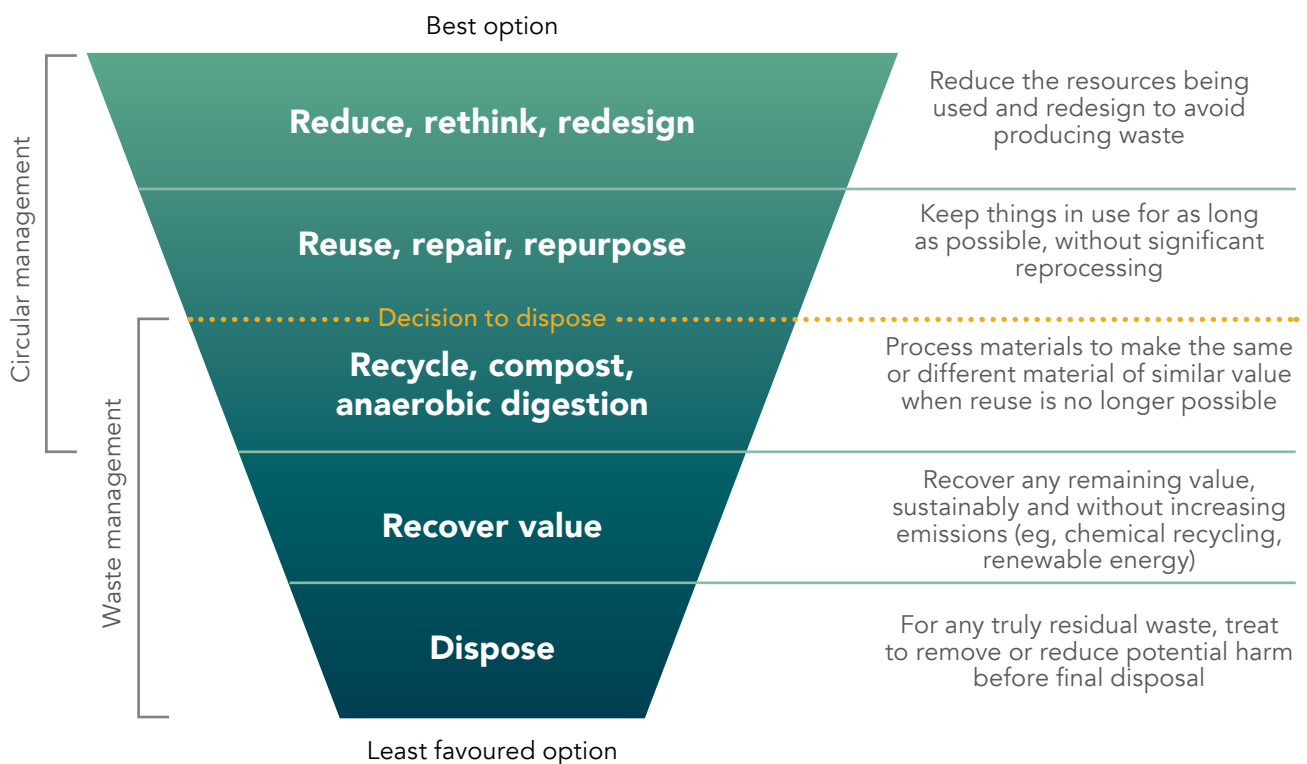 Best option
Circular management
Waste management
Reduce, rethink, redesign
Reduce the resources being
used and redesign to avoid
producing waste
Reuse, repair, repurpose
Keep things in use for as long
as possible, without significant
reprocessing
Decision to dispose
Recycle, compost,
anaerobic digestion
Process materials to make the same
or different material of similar value
when reuse is no longer possible
Recover value
Recover any remaining value,
sustainably and without increasing
emissions (eg, chemical recycling,
renewable energy)
Dispose
For any truly residual waste, treat
to remove or reduce potential harm
before final disposal
Least favoured option